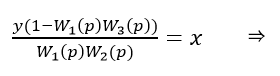 y(1−W₁(p)W₃(p))
W₁(p)W₂(p)
= x ⇒